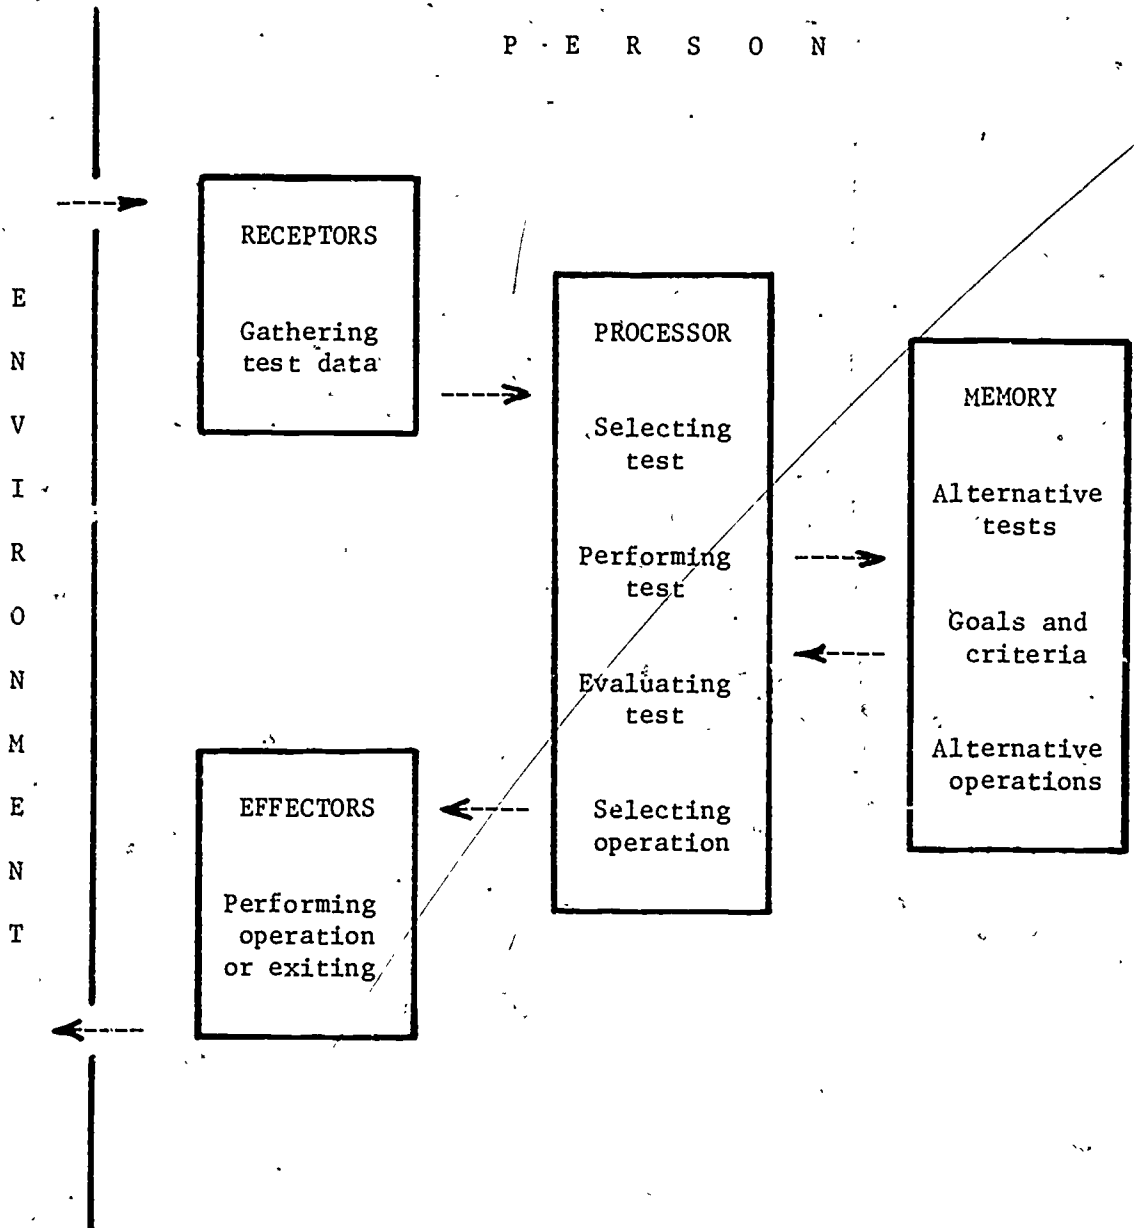 P E R S O N
E N V I R O N M E N T
RECEPTORS
Gathering
test data
PROCESSOR
Selecting
test
Performing
test
Evaluating
test
Selecting
operation
MEMORY
Alternative
tests
Goals and
criteria
Alternative
operations
EFFECTORS
Performing
operation
or exiting